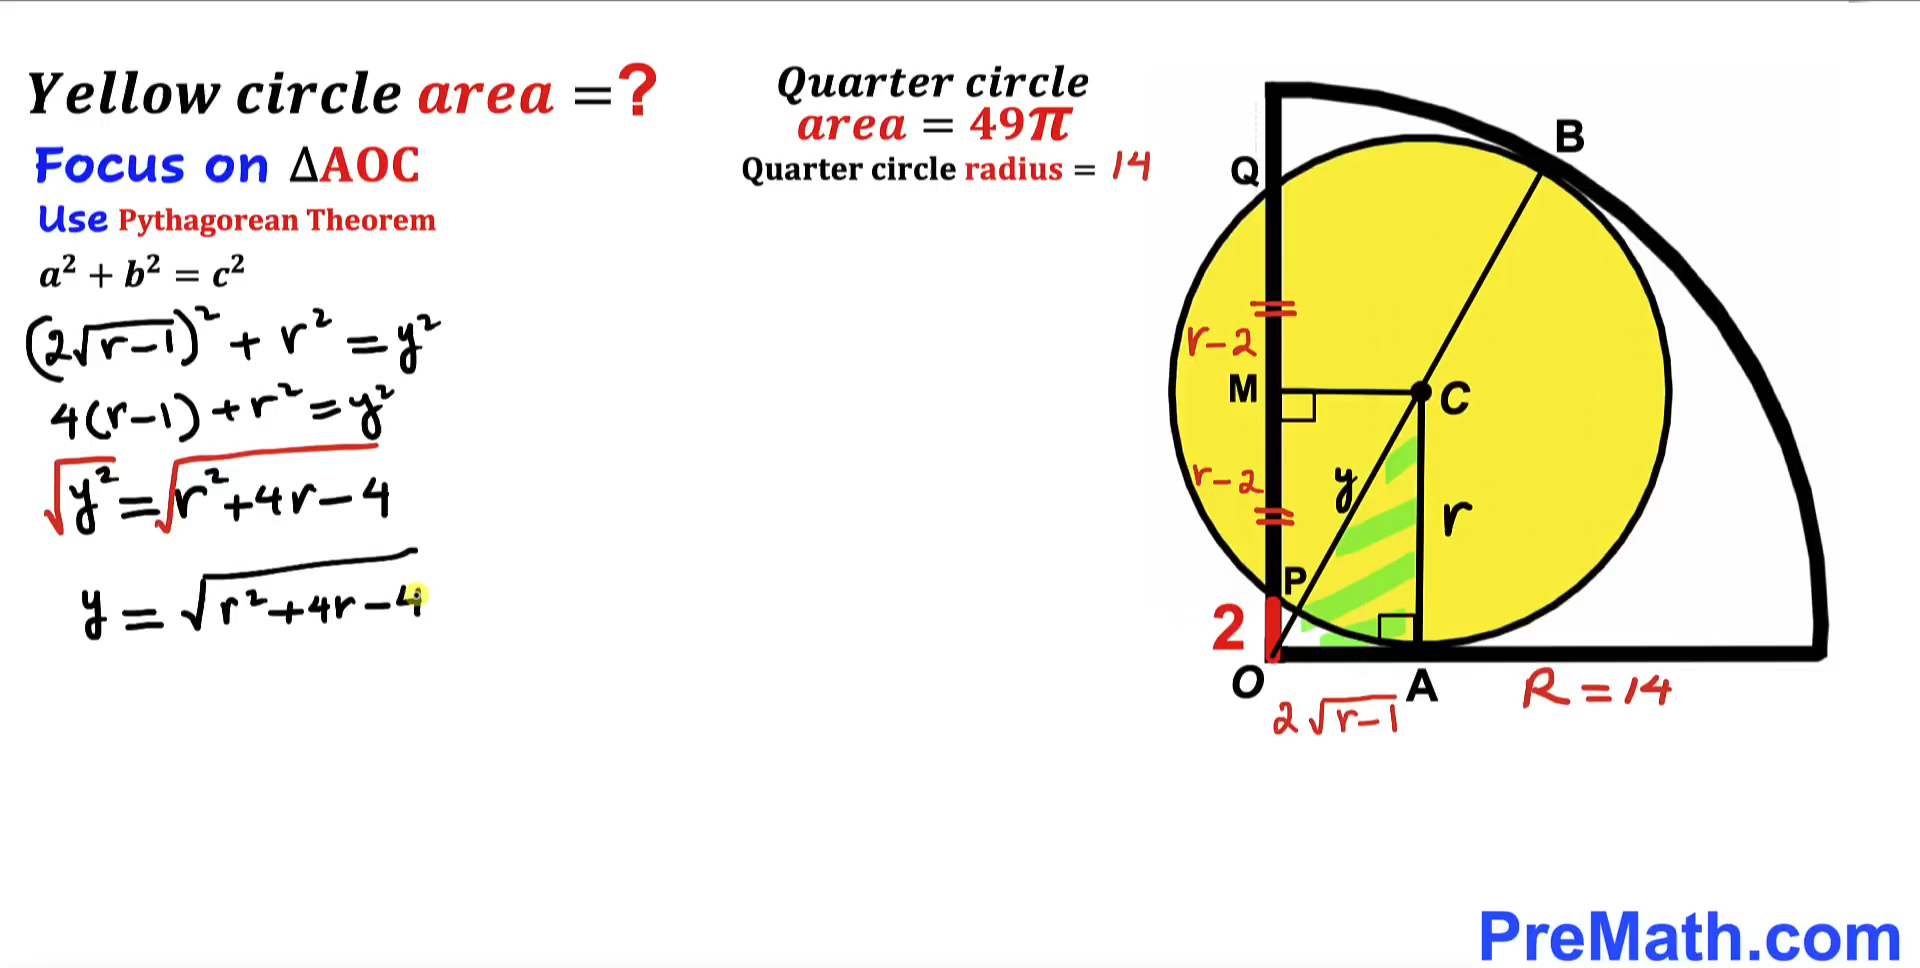 Yellow circle area =?
Focus on ΔAOC
Use Pythagorean Theorem
a² + b² = c²
(2√(r-1))² + r² = y²
4(r-1) + r² = y²
√y² = √(r²+4r-4)
y = √(r²+4r-4)
Quarter circle
area = 49π
Quarter circle radius = 14
B
Q
r-2
M
C
r-2
y
r
P
2
O
A
2√(r-1)
R = 14
PreMath.com